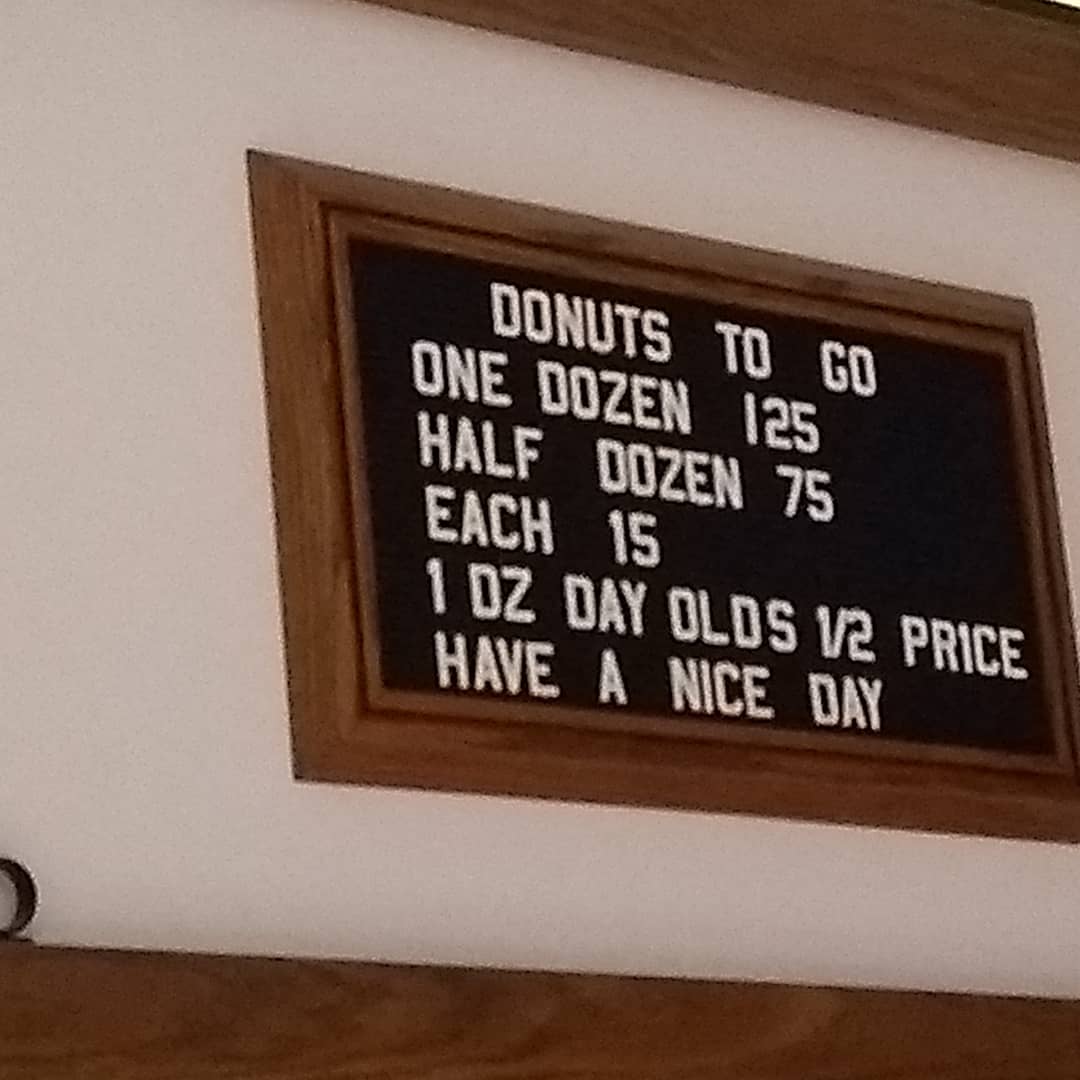 DONUTS TO GO
ONE DOZEN 125
HALF DOZEN 75
EACH 15
1 DZ DAY OLDS 1/2 PRICE
HAVE A NICE DAY